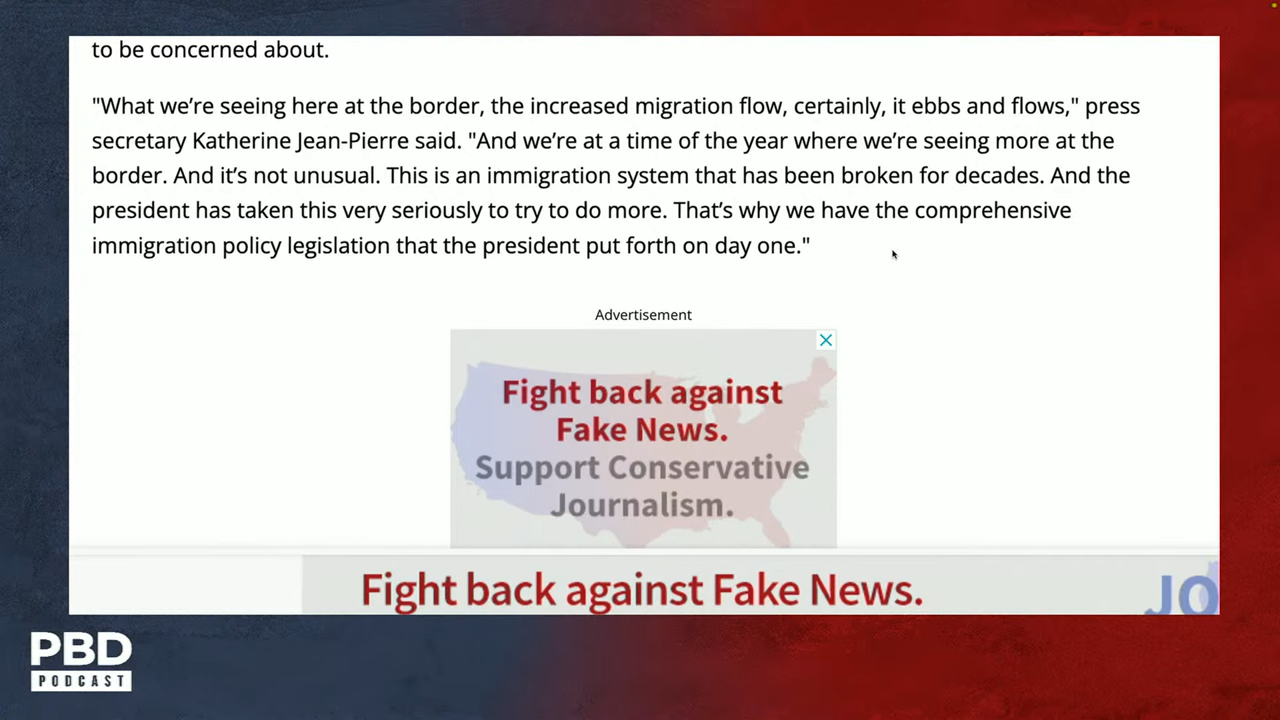 to be concerned about.
"What we’re seeing here at the border, the increased migration flow, certainly, it ebbs and flows," press
secretary Katherine Jean-Pierre said. "And we’re at a time of the year where we’re seeing more at the
border. And it’s not unusual. This is an immigration system that has been broken for decades. And the
president has taken this very seriously to try to do more. That’s why we have the comprehensive
immigration policy legislation that the president put forth on day one."
Advertisement
Fight back against
Fake News.
Support Conservative
Journalism.
Fight back against Fake News.
JO
PBD
PODCAST